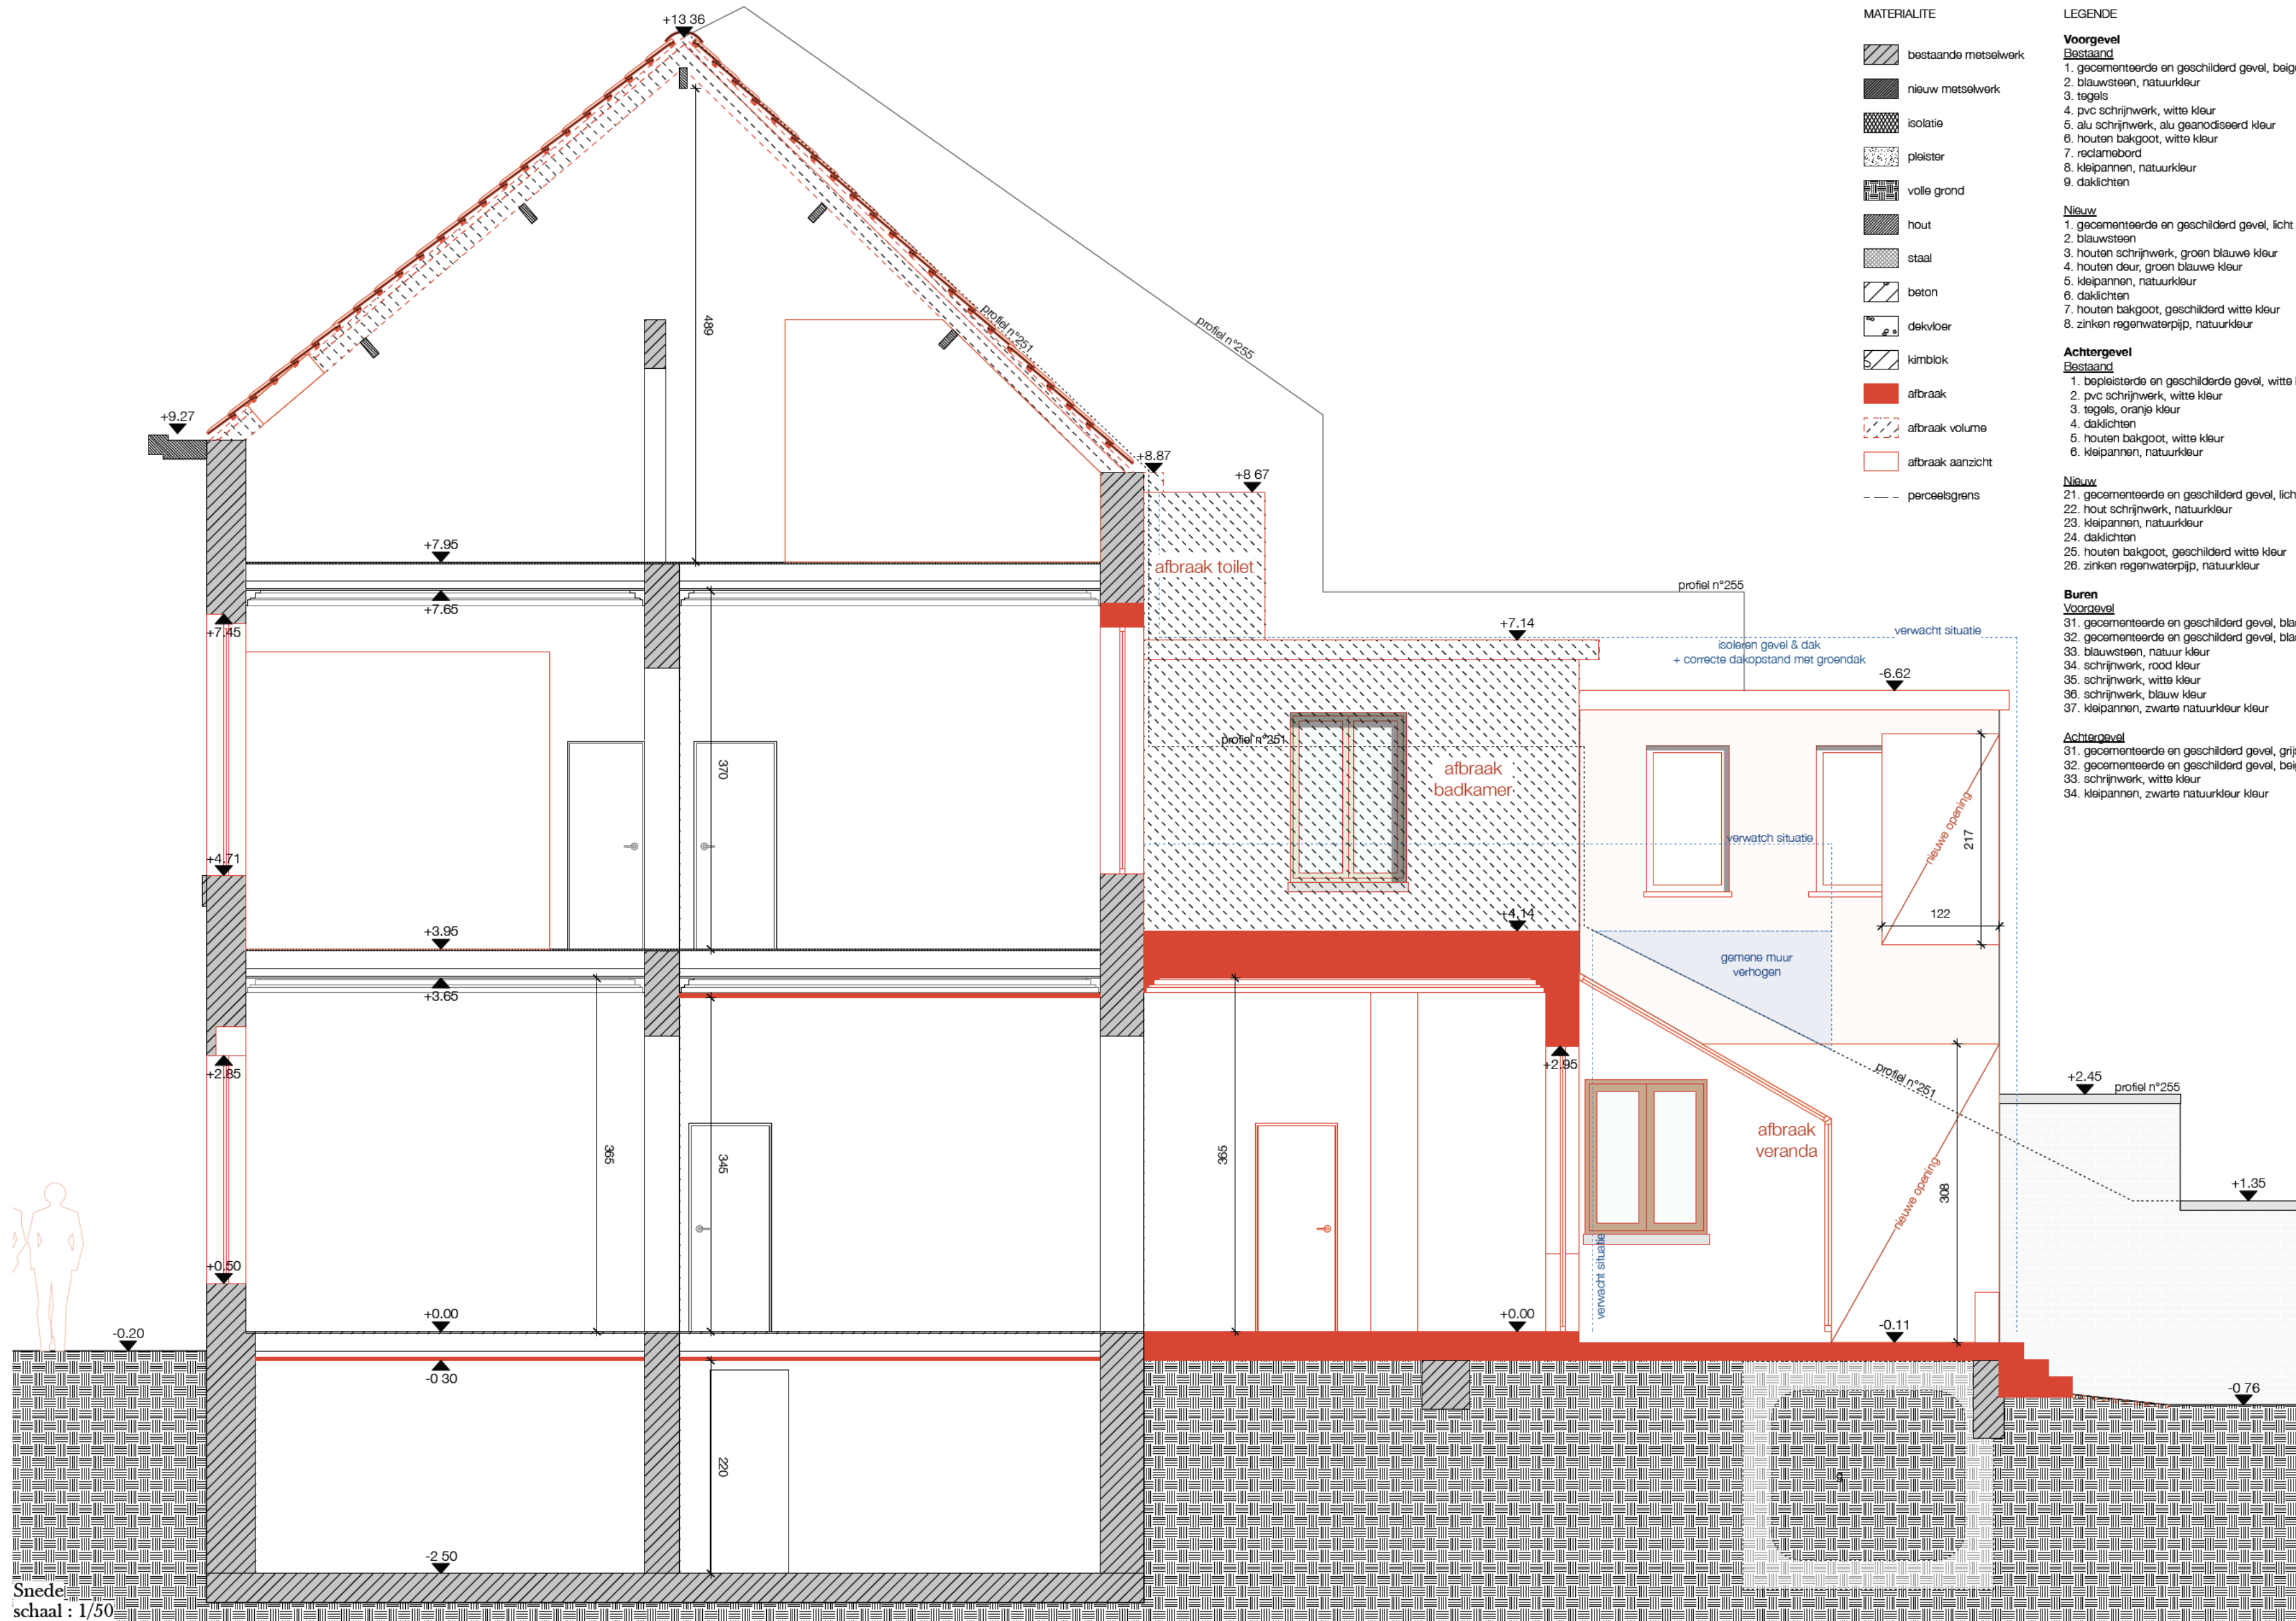 MATERIALITE
bestaande metselwerk
nieuw metselwerk
isolatie
pleister
volle grond
hout
staal
beton
dekvloer
kimblok
afbraak
afbraak volume
afbraak aanzicht
perceelsgrens
LEGENDE
Voorgevel
Bestaand
1. gecementeerde en geschilderd gevel, beige
2. blauwsteen, natuurkleur
3. tegels
4. pvc schrijnwerk, witte kleur
5. alu schrijnwerk, alu geanodiseerd kleur
6. houten bakgoot, witte kleur
7. reclamebord
8. kleipannen, natuurkleur
9. daklichten
Nieuw
1. gecementeerde en geschilderd gevel, licht
2. blauwsteen
3. houten schrijnwerk, groen blauwe kleur
4. houten deur, groen blauwe kleur
5. kleipannen, natuurkleur
6. daklichten
7. houten bakgoot, geschilderd witte kleur
8. zinken regenwaterpijp, natuurkleur
Achtergevel
Bestaand
1. bepleisterde en geschilderde gevel, witte
2. pvc schrijnwerk, witte kleur
3. tegels, oranje kleur
4. daklichten
5. houten bakgoot, witte kleur
6. kleipannen, natuurkleur
Nieuw
21. gecementeerde en geschilderd gevel, lich
22. hout schrijnwerk, natuurkleur
23. kleipannen, natuurkleur
24. daklichten
25. houten bakgoot, geschilderd witte kleur
26. zinken regenwaterpijp, natuurkleur
Buren
Voorgevel
31. gecementeerde en geschilderd gevel, bla
32. gecementeerde en geschilderd gevel, bla
33. blauwsteen, natuur kleur
34. schrijnwerk, rood kleur
35. schrijnwerk, witte kleur
36. schrijnwerk, blauw kleur
37. kleipannen, zwarte natuurkleur kleur
Achtergevel
31. gecementeerde en geschilderd gevel, grij
32. gecementeerde en geschilderd gevel, bei
33. schrijnwerk, witte kleur
34. kleipannen, zwarte natuurkleur kleur
+13 36
489
profiel n°251
profiel n°255
+9.27
+8.87
+8 67
+7.95
afbraak toilet
+7.65
+7.45
profiel n°255
+7.14
verwacht situatie
isoleren gevel & dak
+ correcte dakopstand met groendak
-6.62
profiel n°251
370
afbraak
badkamer
nieuwe opening
217
verwatch situatie
+4.71
122
+3.95
+4.14
gemene muur
verhogen
+3.65
+2.85
+2.95
profiel n°251
+2.45
profiel n°255
365
345
365
afbraak
veranda
nieuwe opening
308
+1.35
verwacht situatie
+0.50
+0.00
+0.00
-0.11
-0.20
-0 30
-0 76
220
g
-2 50
Snede
schaal : 1/50